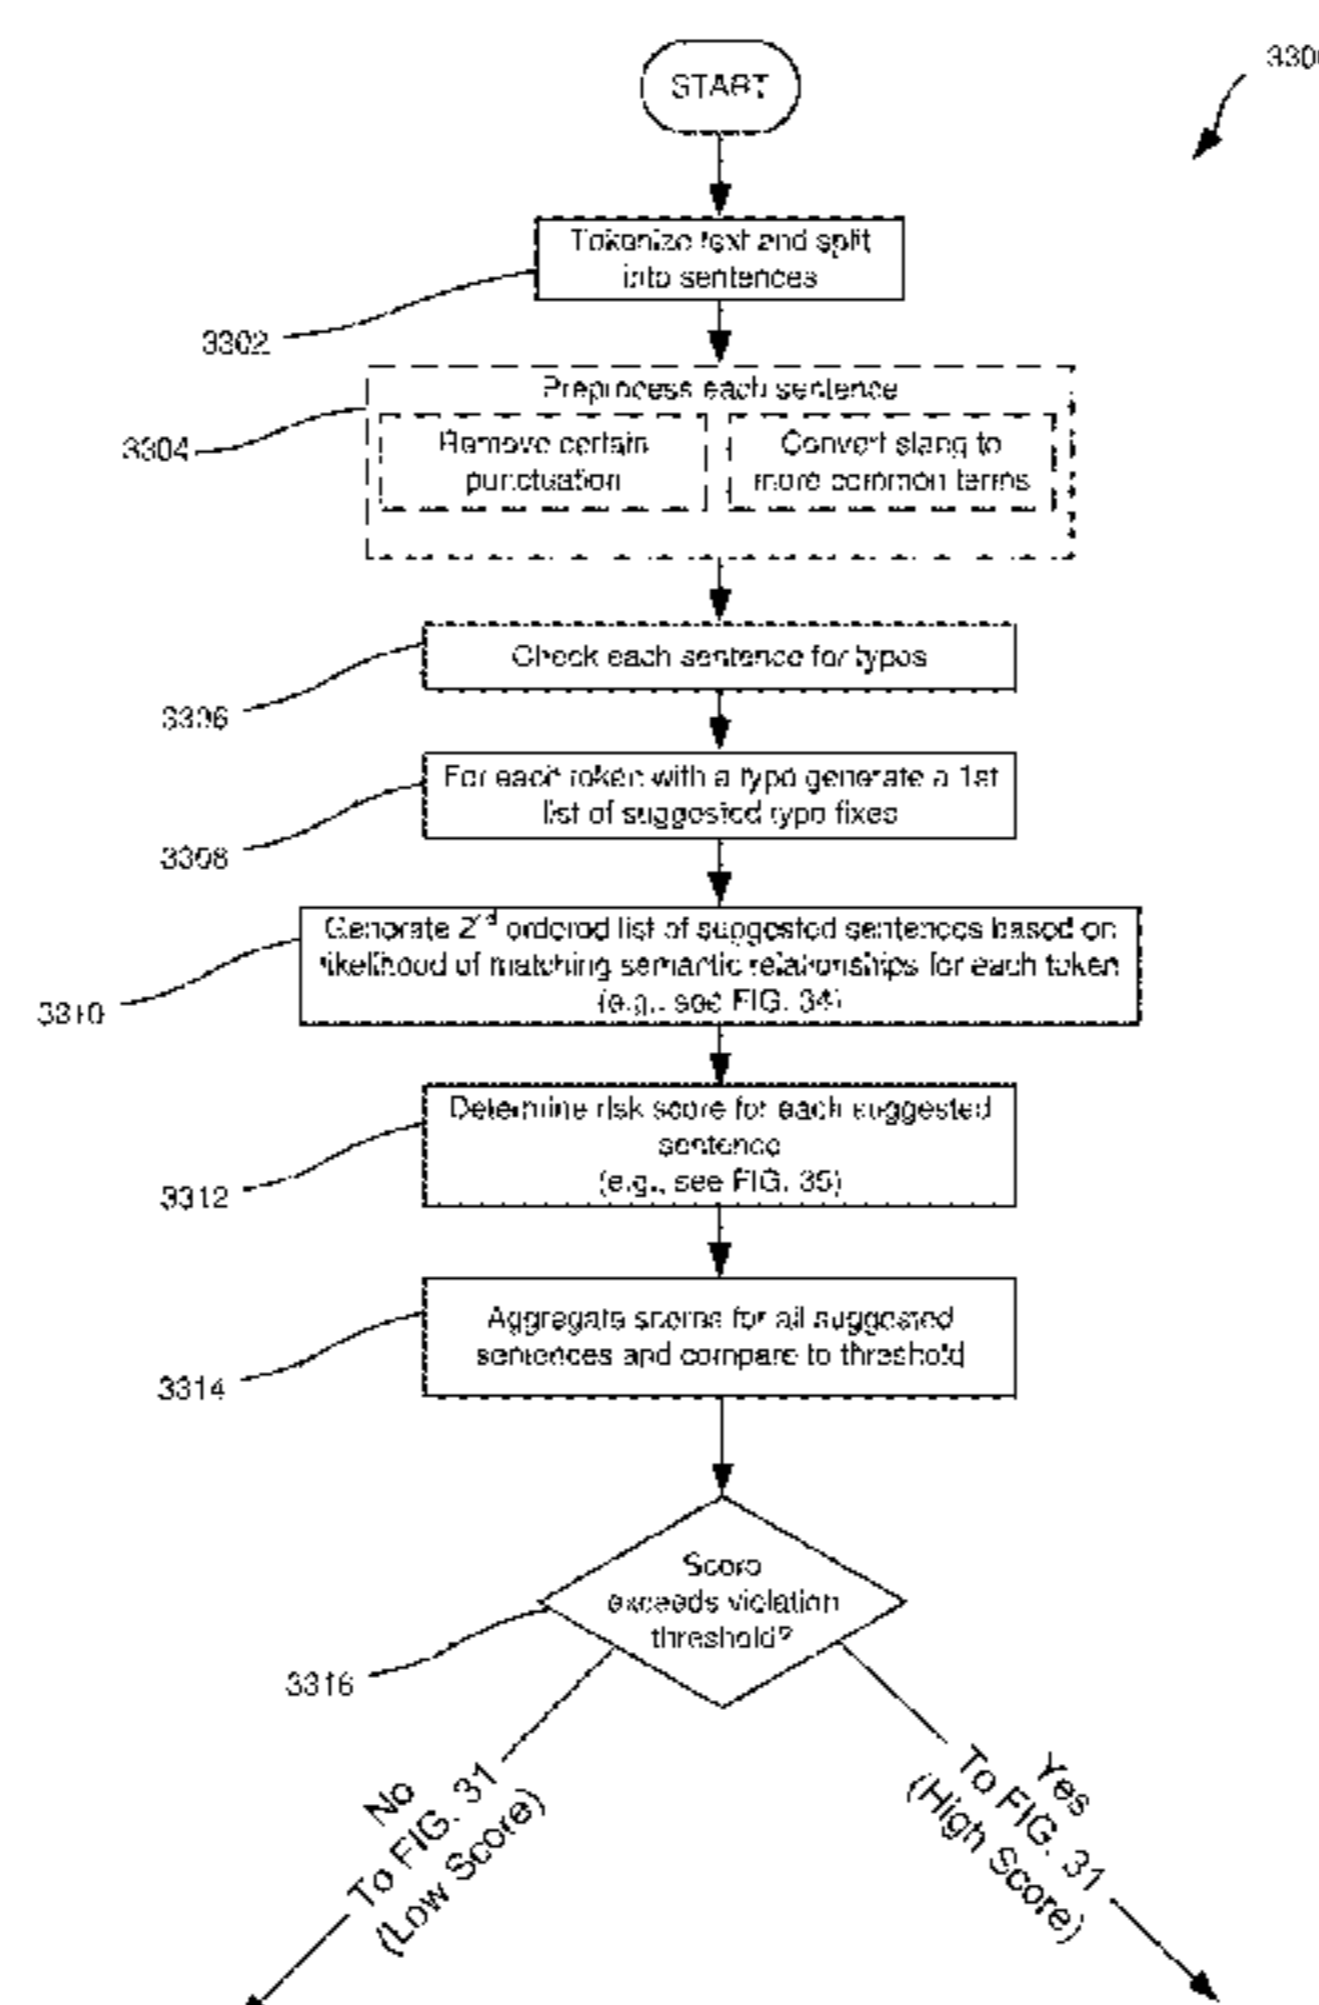 3300
START
Tokenize text and split
into sentences
3302
Preprocess each sentence
3304
Remove certain
punctuation
Convert slang to
more common terms
Check each sentence for typos
3306
For each token with a typo generate a 1st
list of suggested typo fixes
3308
Generate 2nd ordered list of suggested sentences based on
likelihood of matching semantic relationships for each token
(e.g., see FIG. 34)
3310
Determine risk score for each suggested
sentence
(e.g., see FIG. 35)
3312
Aggregate scores for all suggested
sentences and compare to threshold
3314
Score
exceeds violation
threshold?
3316
No
To FIG. 31
(Low Score)
Yes
To FIG. 31
(High Score)